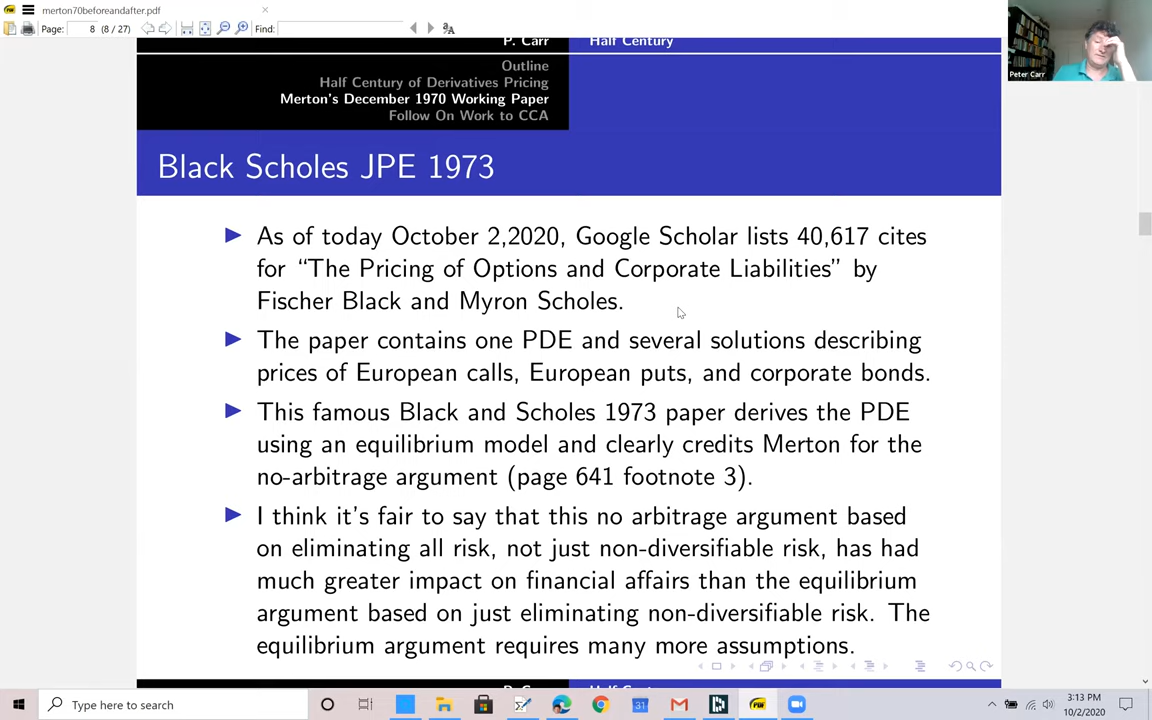 merton70beforeandafter.pdf
Page: 8 (8 / 27) Find:
P. Carr Half Century
Outline
Half Century of Derivatives Pricing
Merton's December 1970 Working Paper
Follow On Work to CCA
Peter Carr
Black Scholes JPE 1973
As of today October 2,2020, Google Scholar lists 40,617 cites
for “The Pricing of Options and Corporate Liabilities” by
Fischer Black and Myron Scholes.
The paper contains one PDE and several solutions describing
prices of European calls, European puts, and corporate bonds.
This famous Black and Scholes 1973 paper derives the PDE
using an equilibrium model and clearly credits Merton for the
no-arbitrage argument (page 641 footnote 3).
I think it's fair to say that this no arbitrage argument based
on eliminating all risk, not just non-diversifiable risk, has had
much greater impact on financial affairs than the equilibrium
argument based on just eliminating non-diversifiable risk. The
equilibrium argument requires many more assumptions.
P. Carr Half Century
Type here to search
3:13 PM
10/2/2020